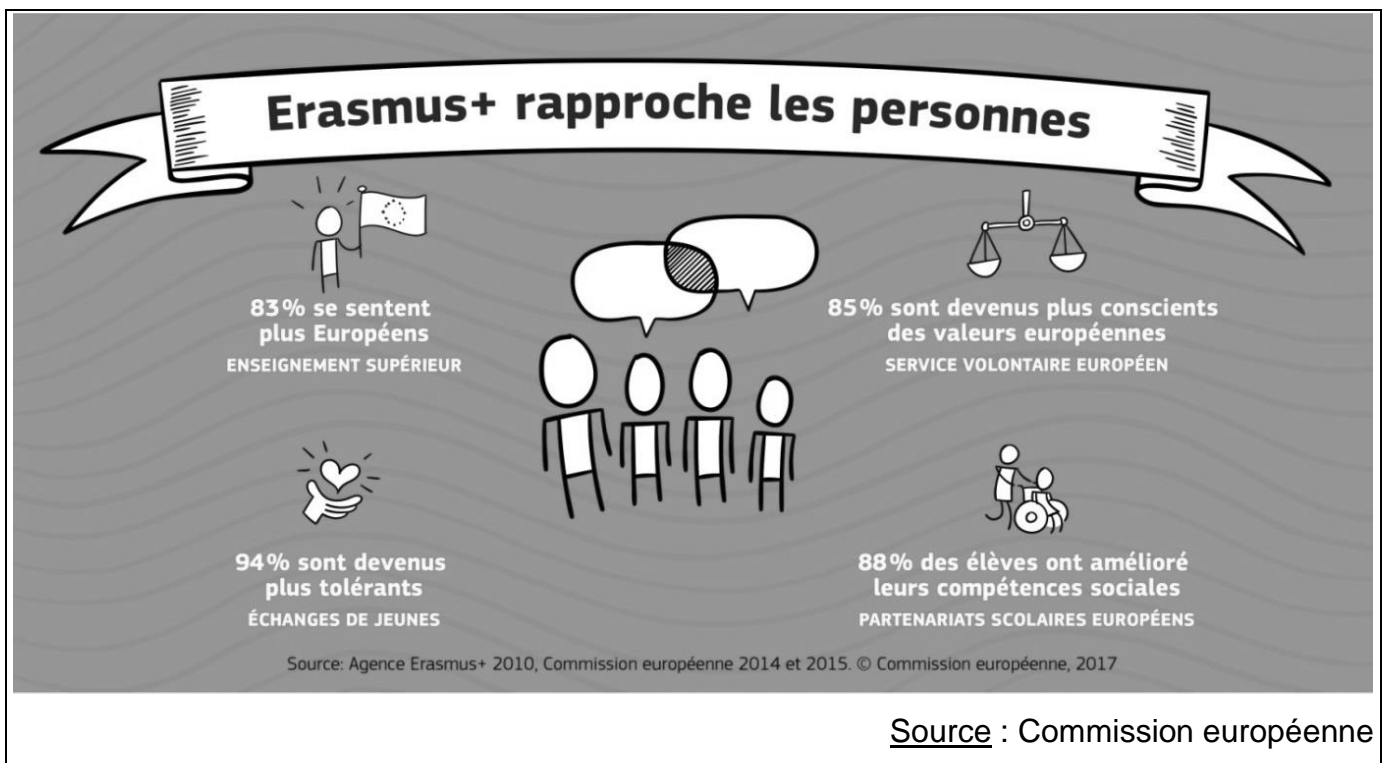 Erasmus+ rapproche les personnes
83% se sentent
plus Européens
ENSEIGNEMENT SUPÉRIEUR
85% sont devenus plus conscients
des valeurs européennes
SERVICE VOLONTAIRE EUROPÉEN
94% sont devenus
plus tolérants
ÉCHANGES DE JEUNES
88% des élèves ont amélioré
leurs compétences sociales
PARTENARIATS SCOLAIRES EUROPÉENS
Source: Agence Erasmus+ 2010, Commission européenne 2014 et 2015. © Commission européenne, 2017
Source : Commission européenne